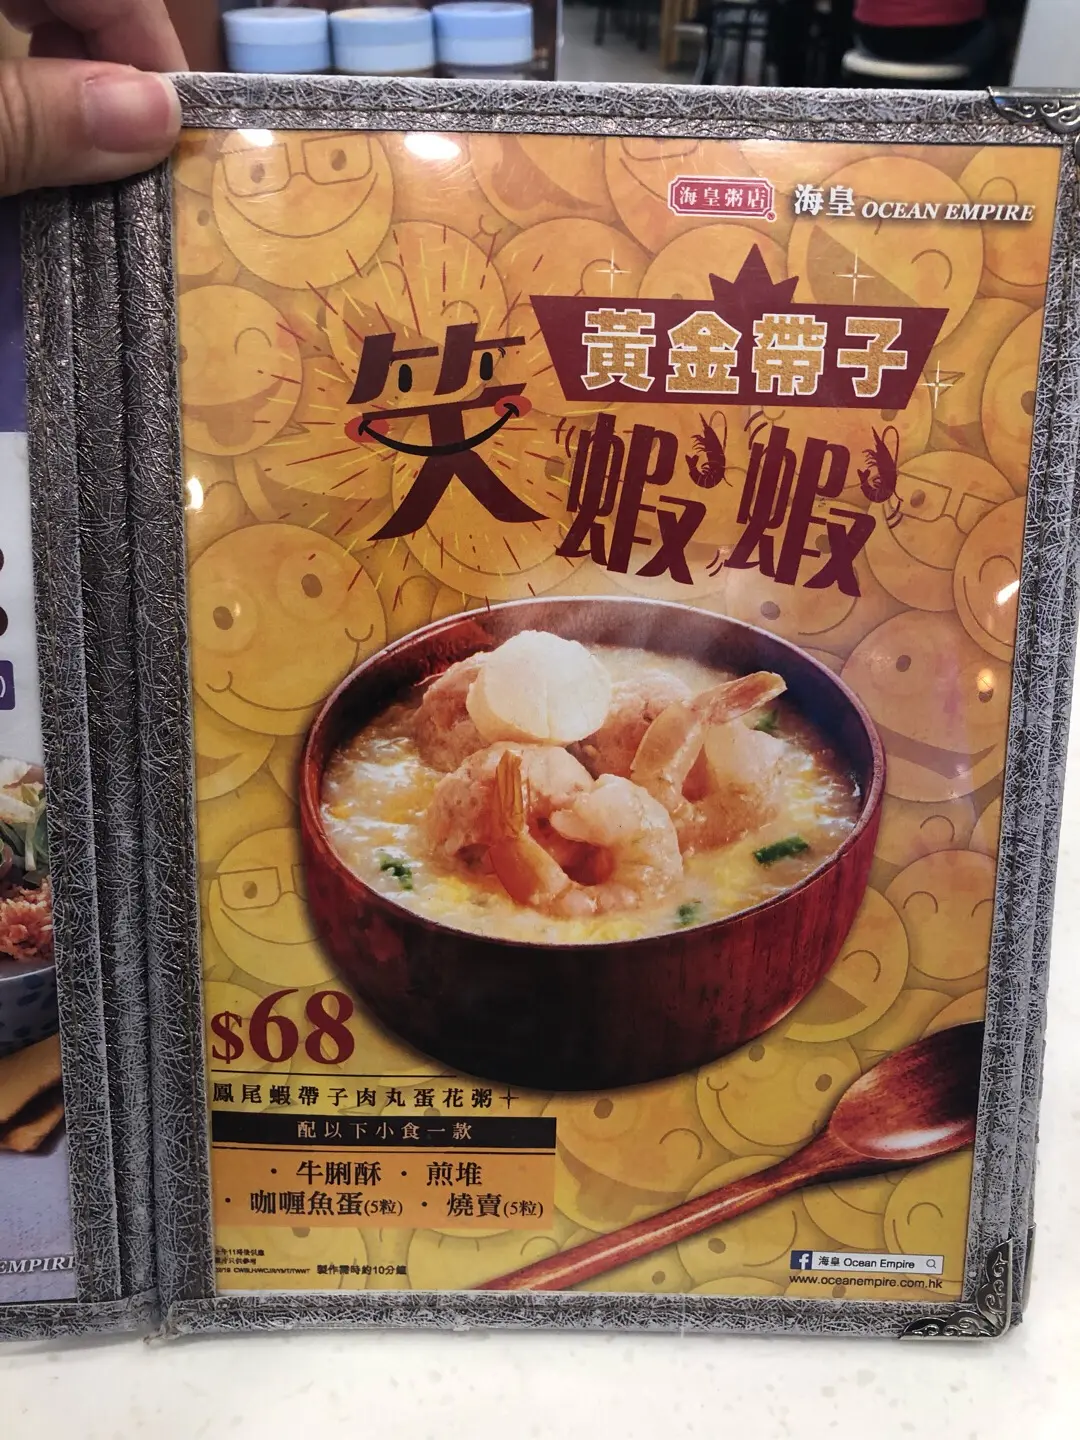 海皇粥店 海皇 OCEAN EMPIRE
黃金帶子
笑蝦蝦
$68
鳳尾蝦帶子肉丸蛋花粥
配以下小食一款
· 牛脷酥 · 煎堆
· 咖喱魚蛋(5粒) · 燒賣(5粒)
製作需時約10分鐘
海皇 Ocean Empire
www.oceanempire.com.hk
EMPIRE